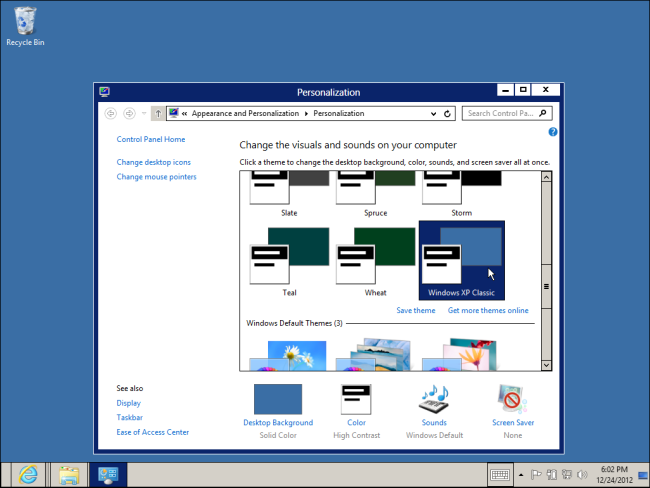 Recycle Bin
Personalization
« Appearance and Personalization Personalization
Search Control Pa...
Control Panel Home
Change desktop icons
Change mouse pointers
Change the visuals and sounds on your computer
Click a theme to change the desktop background, color, sounds, and screen saver all at once.
Slate Spruce Storm
Teal Wheat Windows XP Classic
Save theme Get more themes online
Windows Default Themes (3)
See also
Display
Taskbar
Ease of Access Center
Desktop Background Color Sounds Screen Saver
Solid Color High Contrast Windows Default None
6:02 PM
12/24/2012